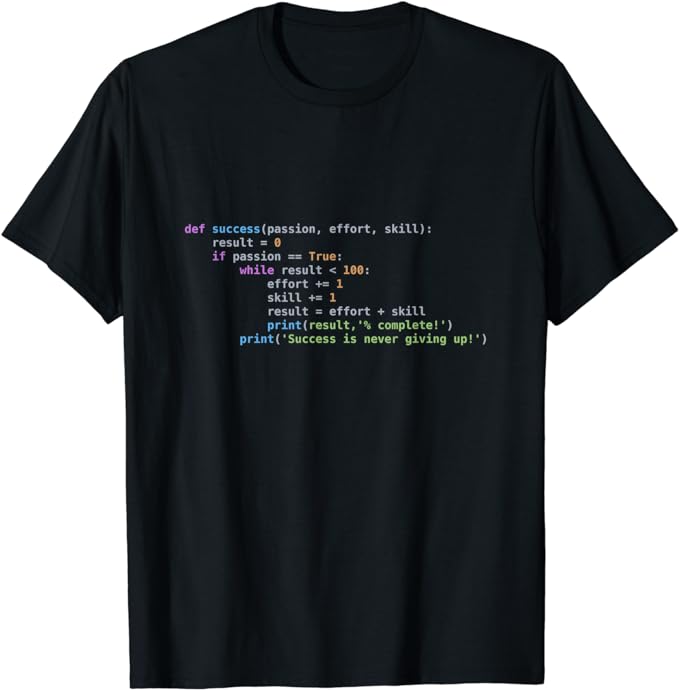 def success(passion, effort, skill):
    result = 0
    if passion == True:
        while result < 100:
            effort += 1
            skill += 1
            result = effort + skill
            print(result,'% complete!')
        print('Success is never giving up!')